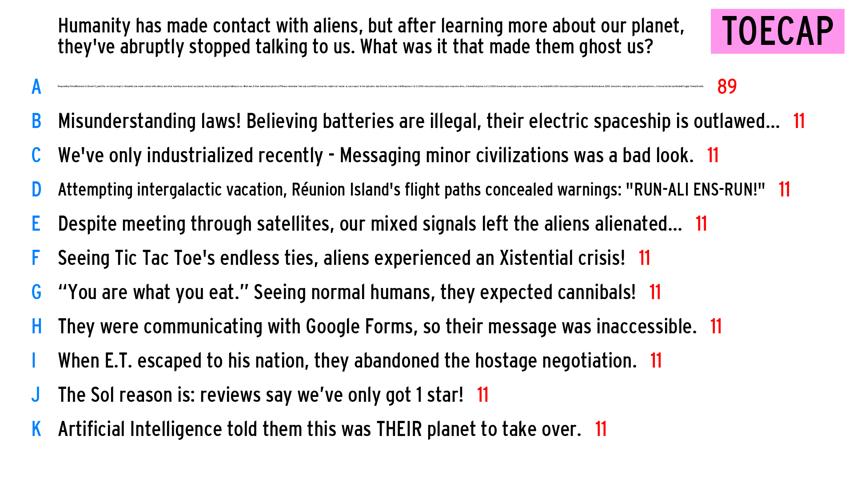 Humanity has made contact with aliens, but after learning more about our planet,
they've abruptly stopped talking to us. What was it that made them ghost us?
TOECAP
A 89
B Misunderstanding laws! Believing batteries are illegal, their electric spaceship is outlawed... 11
C We've only industrialized recently - Messaging minor civilizations was a bad look. 11
D Attempting intergalactic vacation, Réunion Island's flight paths concealed warnings: "RUN-ALI ENS-RUN!" 11
E Despite meeting through satellites, our mixed signals left the aliens alienated... 11
F Seeing Tic Tac Toe's endless ties, aliens experienced an Xistential crisis! 11
G “You are what you eat.” Seeing normal humans, they expected cannibals! 11
H They were communicating with Google Forms, so their message was inaccessible. 11
I When E.T. escaped to his nation, they abandoned the hostage negotiation. 11
J The Sol reason is: reviews say we’ve only got 1 star! 11
K Artificial Intelligence told them this was THEIR planet to take over. 11